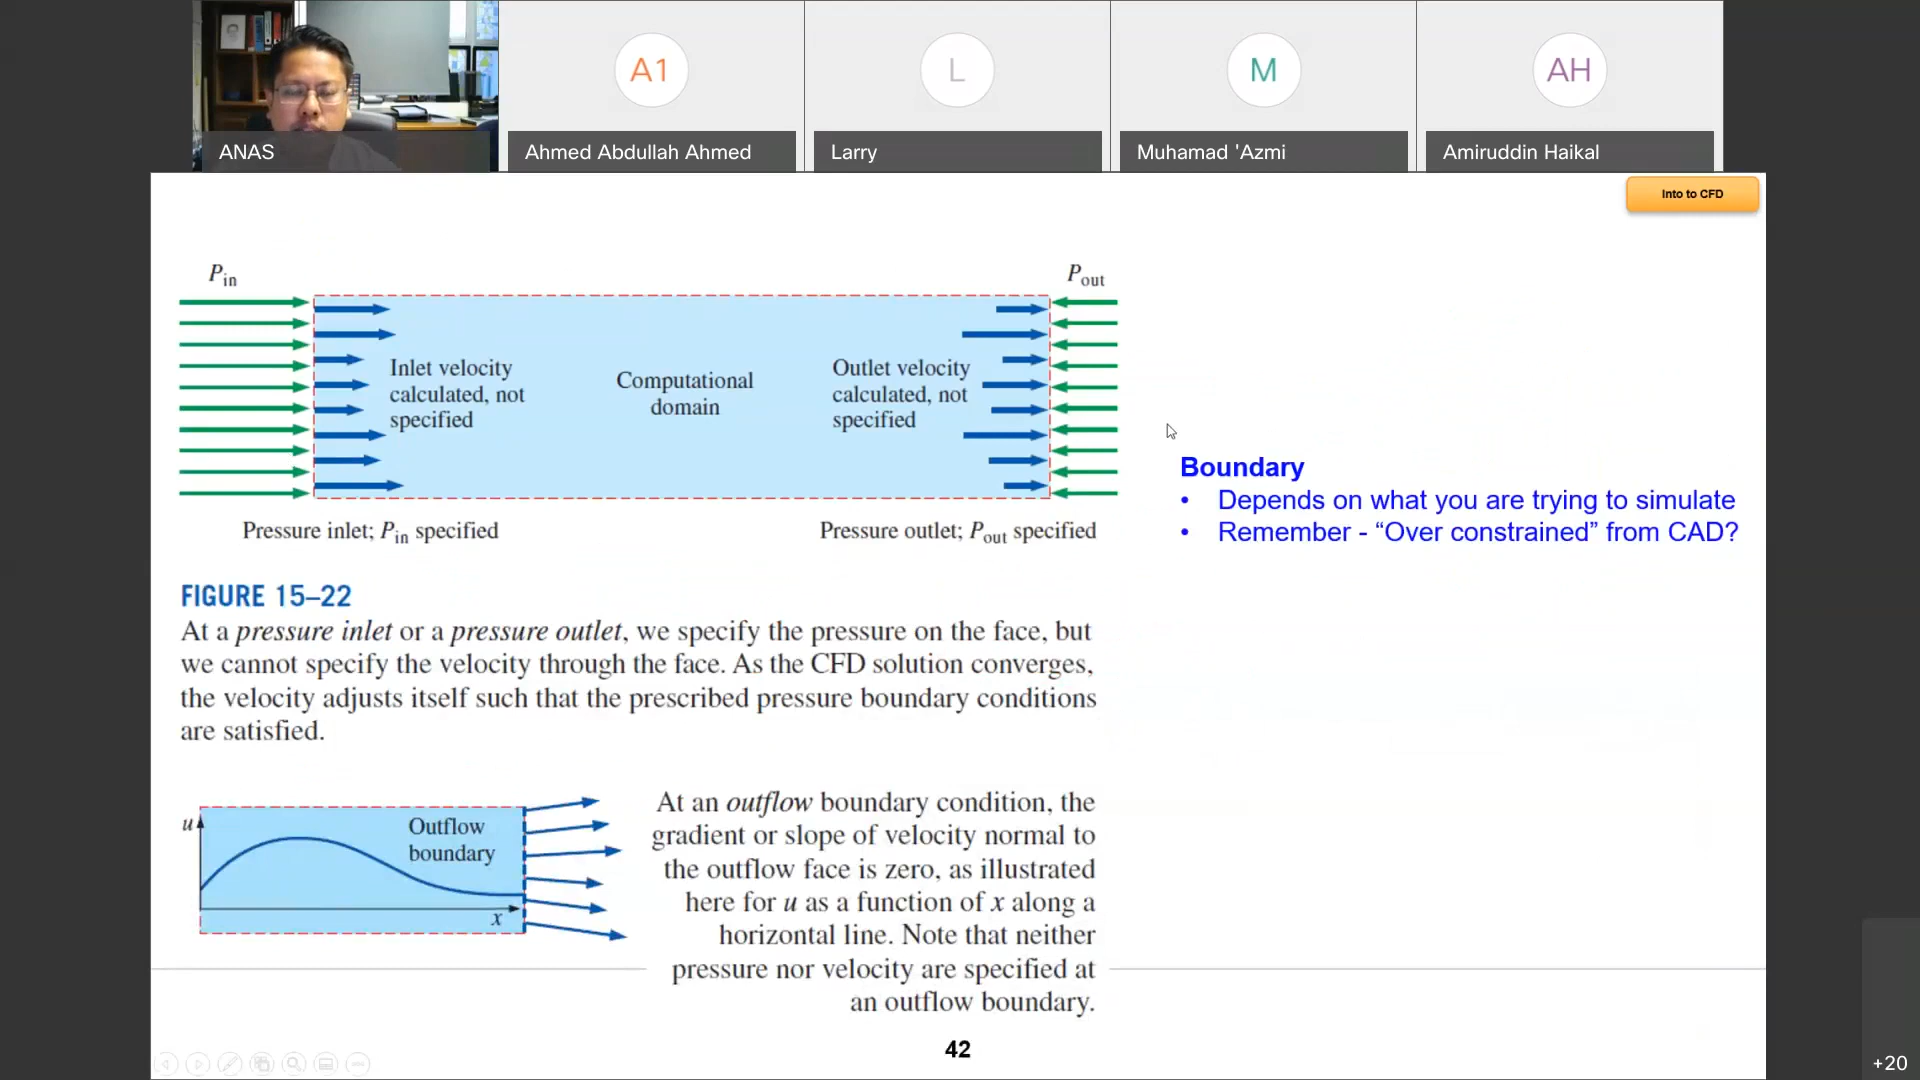 A1
L
M
AH
ANAS
Ahmed Abdullah Ahmed
Larry
Muhamad 'Azmi
Amiruddin Haikal
Into to CFD
Pin
Pout
Inlet velocity
calculated, not
specified
Computational
domain
Outlet velocity
calculated, not
specified
Pressure inlet; Pin specified
Pressure outlet; Pout specified
Boundary
• Depends on what you are trying to simulate
• Remember - “Over constrained” from CAD?
FIGURE 15–22
At a pressure inlet or a pressure outlet, we specify the pressure on the face, but
we cannot specify the velocity through the face. As the CFD solution converges,
the velocity adjusts itself such that the prescribed pressure boundary conditions
are satisfied.
u
Outflow
boundary
x
At an outflow boundary condition, the
gradient or slope of velocity normal to
the outflow face is zero, as illustrated
here for u as a function of x along a
horizontal line. Note that neither
pressure nor velocity are specified at
an outflow boundary.
42
+20